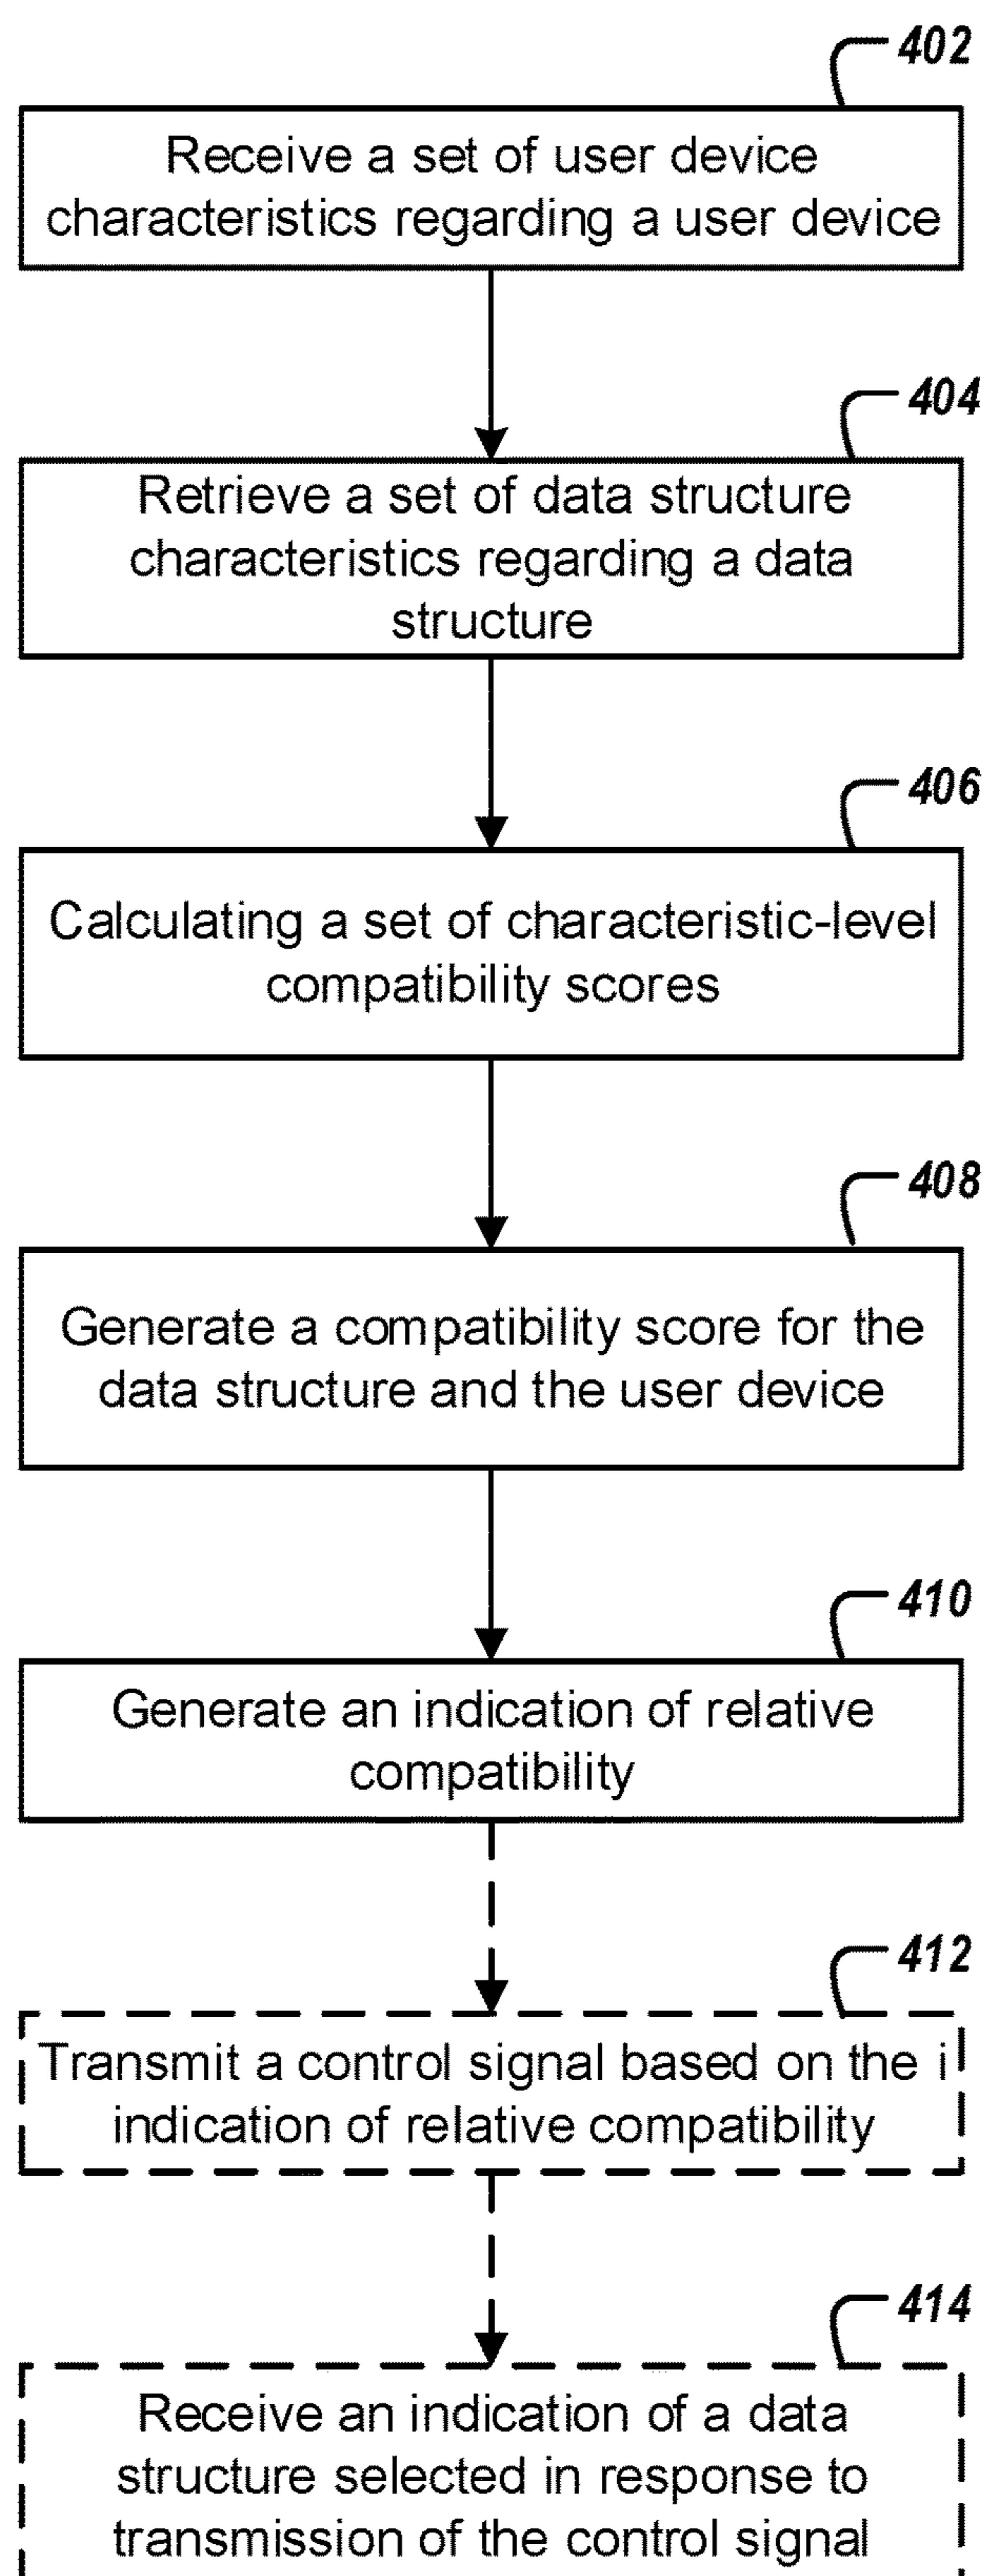 402
Receive a set of user device
characteristics regarding a user device
404
Retrieve a set of data structure
characteristics regarding a data
structure
406
Calculating a set of characteristic-level
compatibility scores
408
Generate a compatibility score for the
data structure and the user device
410
Generate an indication of relative
compatibility
412
Transmit a control signal based on the i
indication of relative compatibility
414
Receive an indication of a data
structure selected in response to
transmission of the control signal